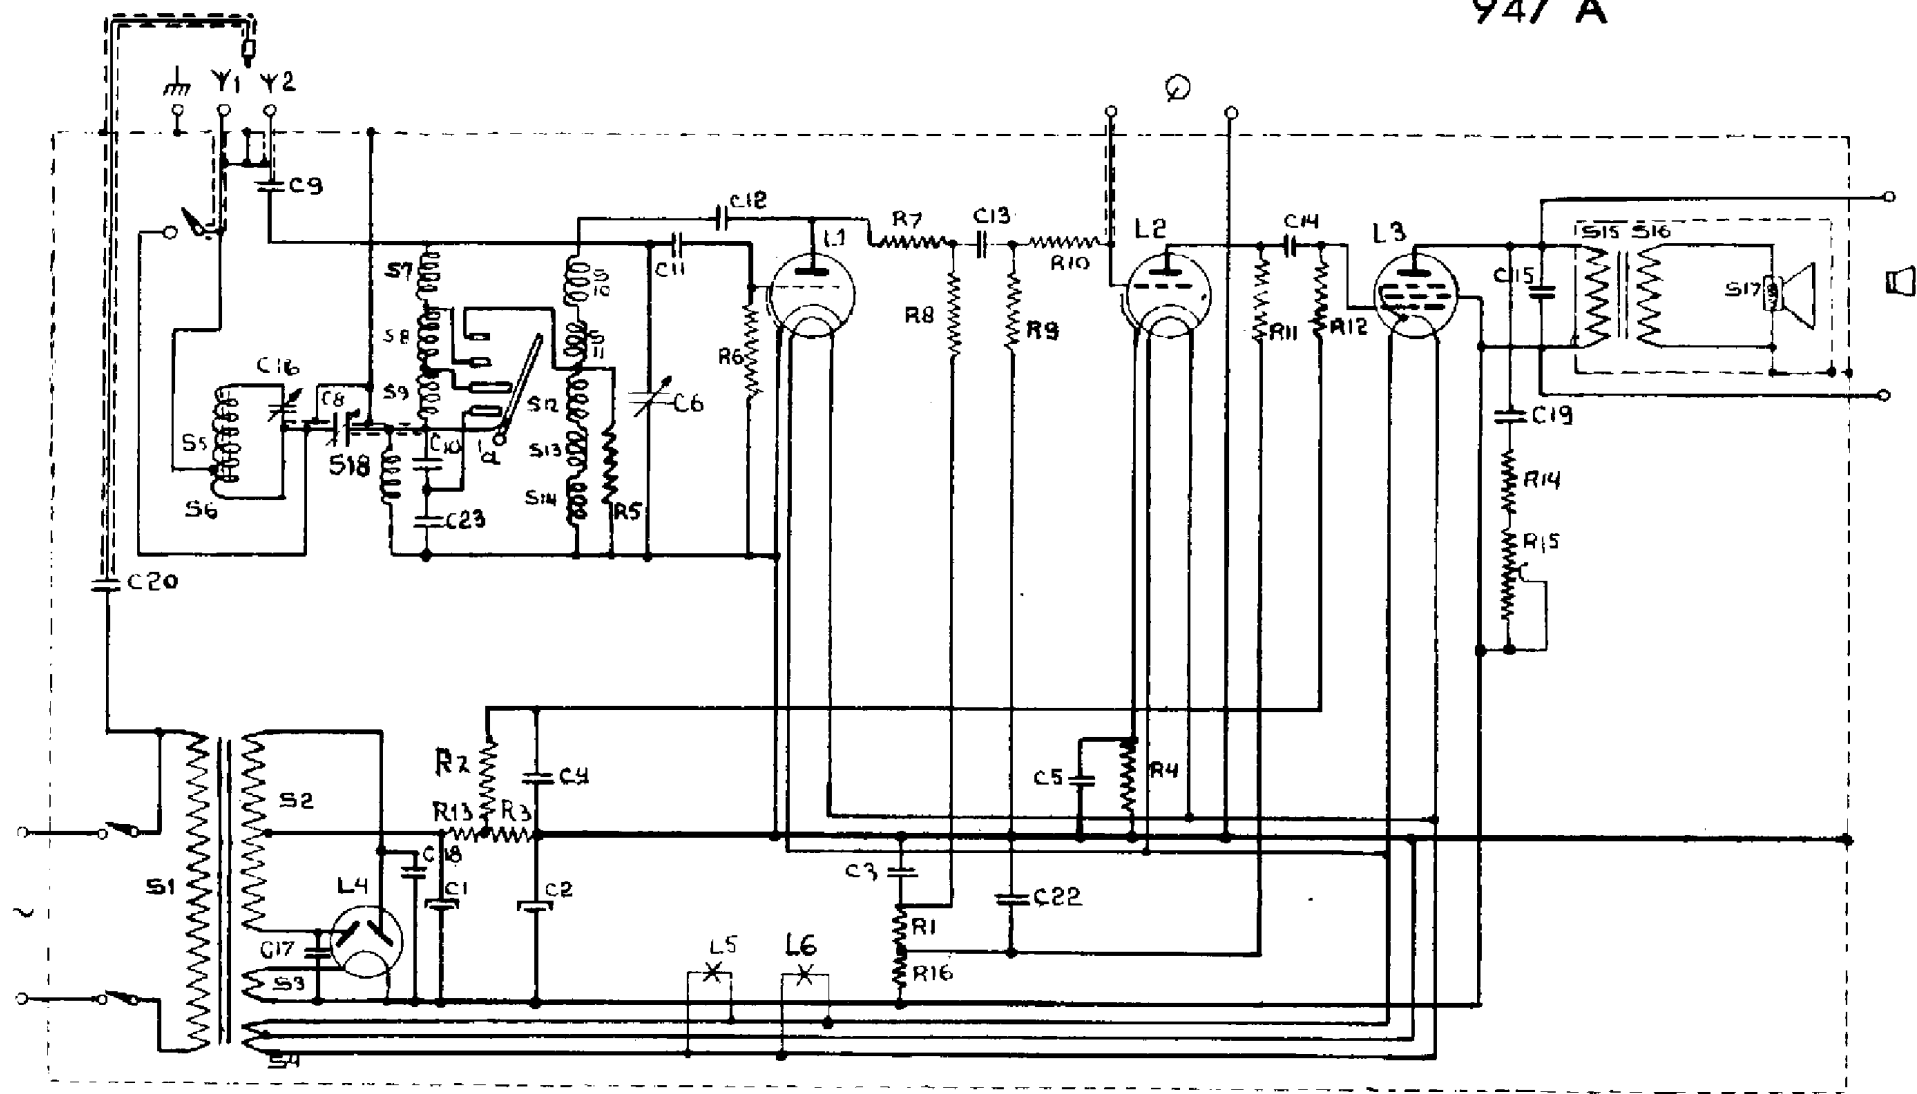 947 A
1 2
C9
C12
L1
R7 C13
R10
L2
C14
L3
S15 S16
S7
C11
S10
C15
S17
S8
S11
R6
R8
R9
R11 R12
C16
C8
S9
S12
C6
C19
S5
S18
C10
a
S13
R14
S6
C23
S14
R5
R15
C20
R2
C4
C5 R4
R13 R3
S2
C18
S1
L4
C1
C2
C3
C22
C17
R1
L5 L6
S3
R16
S4
~